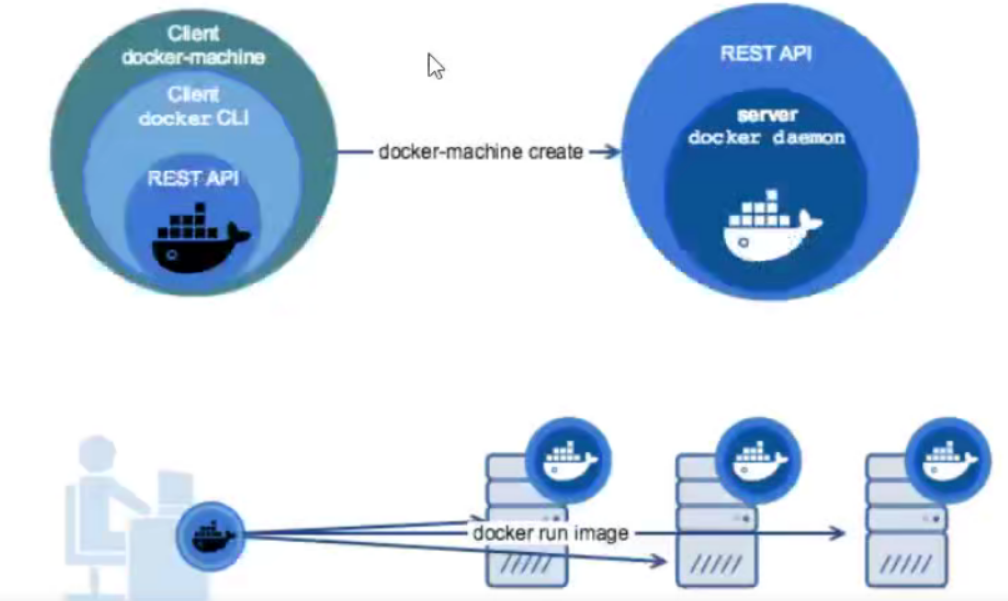 Client
docker-machine
Client
docker CLI
REST API
docker-machine create
REST API
server
docker daemon
docker run image